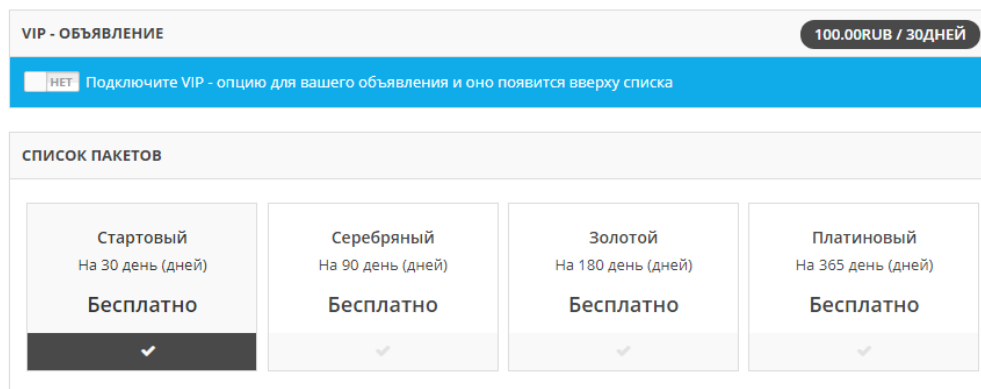 VIP - ОБЪЯВЛЕНИЕ
100.00RUB / 30ДНЕЙ
НЕТ Подключите VIP - опцию для вашего объявления и оно появится вверху списка
СПИСОК ПАКЕТОВ
Стартовый
На 30 день (дней)
Бесплатно
Серебряный
На 90 день (дней)
Бесплатно
Золотой
На 180 день (дней)
Бесплатно
Платиновый
На 365 день (дней)
Бесплатно